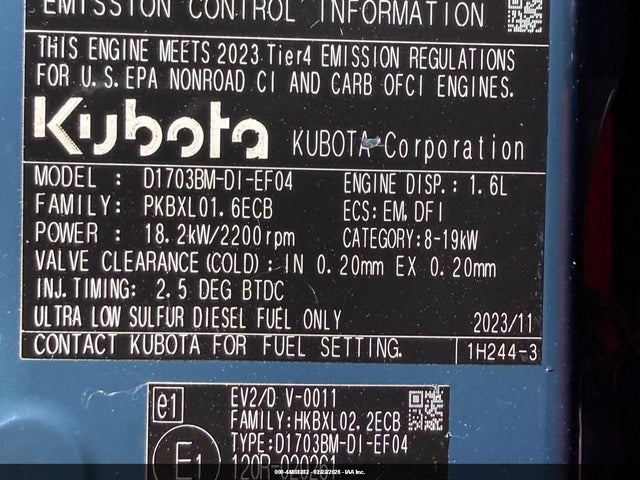 EMISSION CONTROL INFORMATION
THIS ENGINE MEETS 2023 Tier4 EMISSION REGULATIONS
FOR U.S.EPA NONROAD CI AND CARB OFCI ENGINES.
Kubota KUBOTA Corporation
MODEL : D1703BM-DI-EF04 ENGINE DISP.: 1.6L
FAMILY: PKBXL01.6ECB ECS:EM,DFI
POWER : 18.2kW/2200rpm CATEGORY:8-19kW
VALVE CLEARANCE(COLD):IN 0.20mm EX 0.20mm
INJ.TIMING: 2.5 DEG BTDC
ULTRA LOW SULFUR DIESEL FUEL ONLY 2023/11
CONTACT KUBOTA FOR FUEL SETTING. 1H244-3
e1 EV2/D V-0011
FAMILY:HKBXL02.2ECB
TYPE:D1703BM-DI-EF04
E1 120R-020261